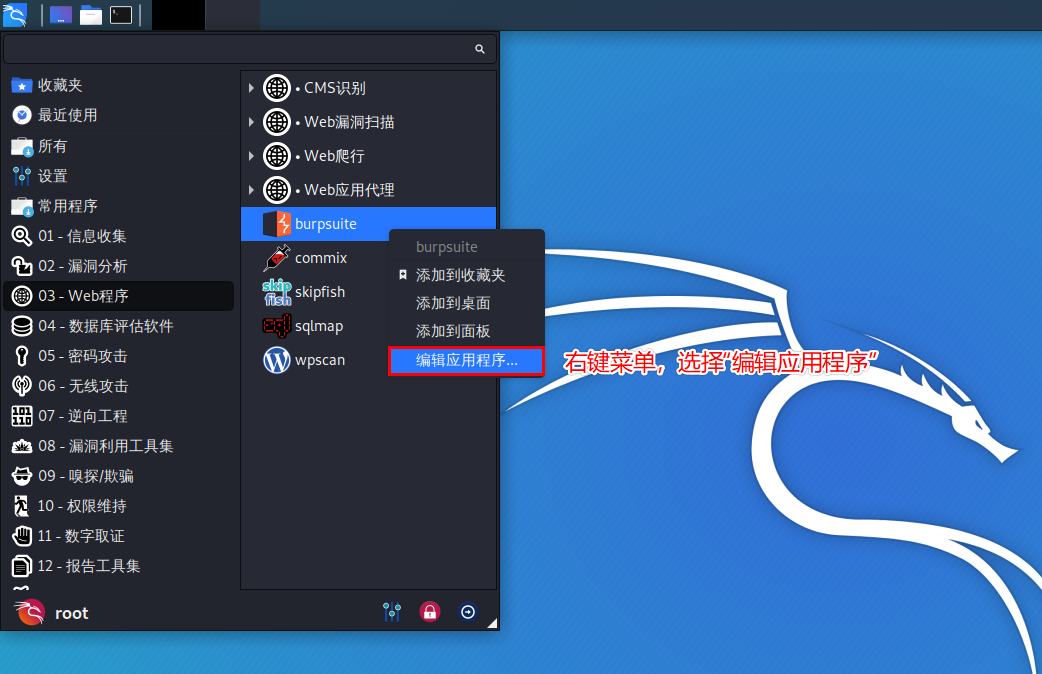 收藏夹
最近使用
所有
设置
常用程序
01 - 信息收集
02 - 漏洞分析
03 - Web程序
04 - 数据库评估软件
05 - 密码攻击
06 - 无线攻击
07 - 逆向工程
08 - 漏洞利用工具集
09 - 嗅探/欺骗
10 - 权限维持
11 - 数字取证
12 - 报告工具集
• CMS识别
• Web漏洞扫描
• Web爬行
• Web应用代理
burpsuite
commix
skip fish
skipfish
sqlmap
wpscan
burpsuite
添加到收藏夹
添加到桌面
添加到面板
编辑应用程序...
右键菜单，选择“编辑应用程序”
root